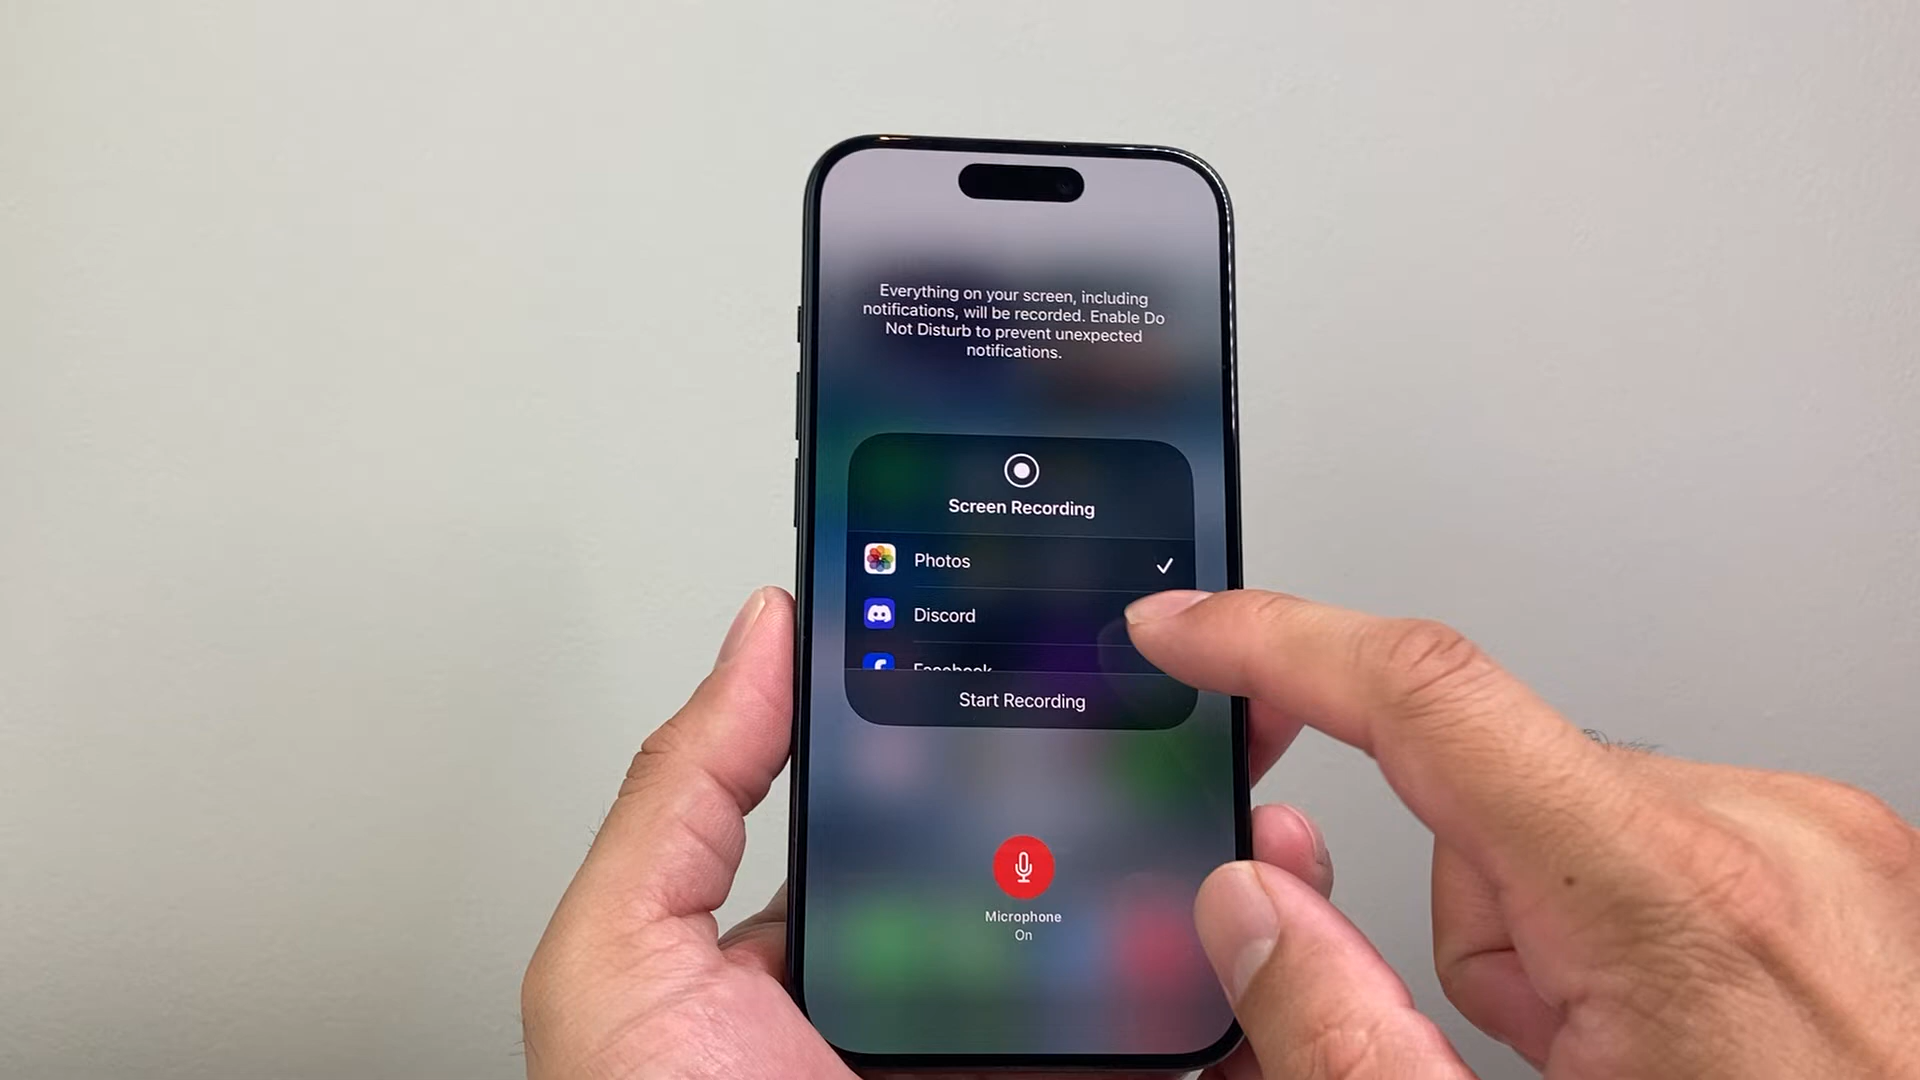 Everything on your screen, including
notifications, will be recorded. Enable Do
Not Disturb to prevent unexpected
notifications.
Screen Recording
Photos
Discord
Facebook
Start Recording
Microphone
On